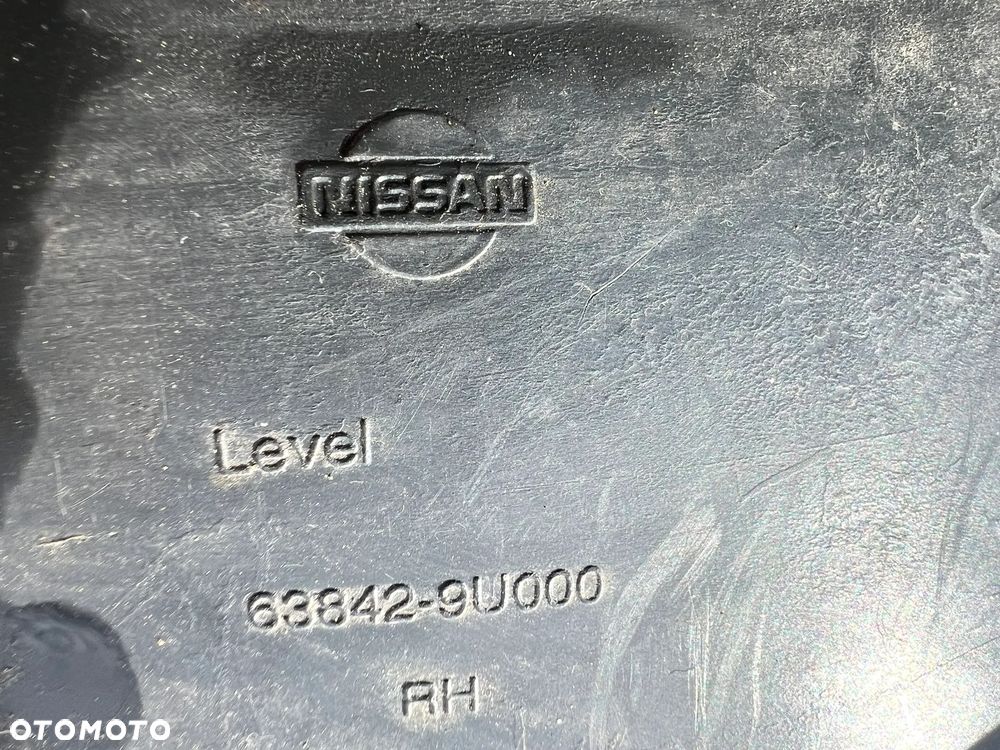 NISSAN
Level
63842-9U000
RH
OTOMOTO